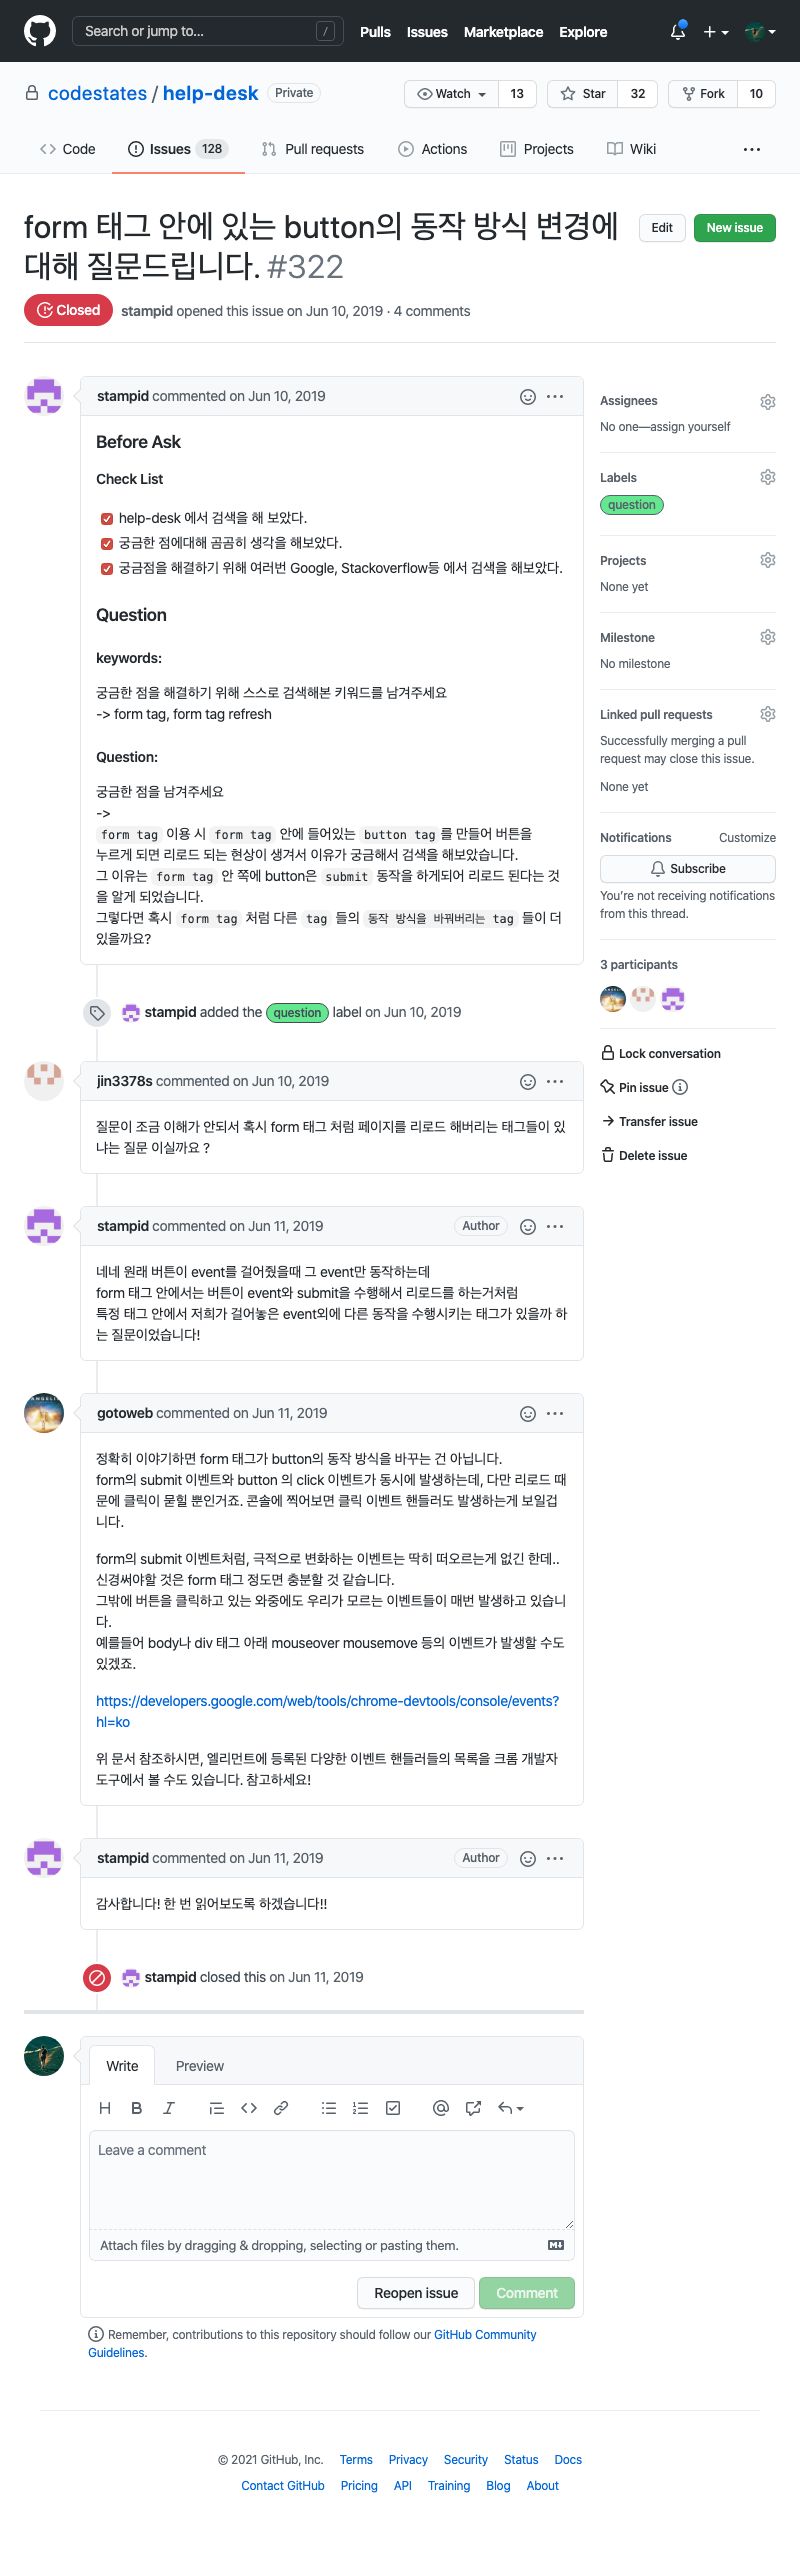 Search or jump to... /
Pulls Issues Marketplace Explore
codestates / help-desk Private
Watch 13 Star 32 Fork 10
Code Issues 128 Pull requests Actions Projects Wiki
form 태그 안에 있는 button의 동작 방식 변경에
대해 질문드립니다. #322
Edit New issue
Closed stampid opened this issue on Jun 10, 2019 · 4 comments
stampid commented on Jun 10, 2019
Before Ask
Check List
help-desk 에서 검색을 해 보았다.
궁금한 점에대해 곰곰히 생각을 해보았다.
궁금점을 해결하기 위해 여러번 Google, Stackoverflow등 에서 검색을 해보았다.
Question
keywords:
궁금한 점을 해결하기 위해 스스로 검색해본 키워드를 남겨주세요
-> form tag, form tag refresh
Question:
궁금한 점을 남겨주세요
->
form tag 이용 시 form tag 안에 들어있는 button tag 를 만들어 버튼을
누르게 되면 리로드 되는 현상이 생겨서 이유가 궁금해서 검색을 해보았습니다.
그 이유는 form tag 안 쪽에 button은 submit 동작을 하게되어 리로드 된다는 것
을 알게 되었습니다.
그렇다면 혹시 form tag 처럼 다른 tag 들의 동작 방식을 바꿔버리는 tag 들이 더
있을까요?
stampid added the question label on Jun 10, 2019
jin3378s commented on Jun 10, 2019
질문이 조금 이해가 안되서 혹시 form 태그 처럼 페이지를 리로드 해버리는 태그들이 있
냐는 질문 이실까요 ?
stampid commented on Jun 11, 2019 Author
네네 원래 버튼이 event를 걸어줬을때 그 event만 동작하는데
form 태그 안에서는 버튼이 event와 submit을 수행해서 리로드를 하는거처럼
특정 태그 안에서 저희가 걸어놓은 event외에 다른 동작을 수행시키는 태그가 있을까 하
는 질문이었습니다!
gotoweb commented on Jun 11, 2019
정확히 이야기하면 form 태그가 button의 동작 방식을 바꾸는 건 아닙니다.
form의 submit 이벤트와 button 의 click 이벤트가 동시에 발생하는데, 다만 리로드 때
문에 클릭이 묻힐 뿐인거죠. 콘솔에 찍어보면 클릭 이벤트 핸들러도 발생하는게 보일겁
니다.
form의 submit 이벤트처럼, 극적으로 변화하는 이벤트는 딱히 떠오르는게 없긴 한데..
신경써야할 것은 form 태그 정도면 충분할 것 같습니다.
그밖에 버튼을 클릭하고 있는 와중에도 우리가 모르는 이벤트들이 매번 발생하고 있습니
다.
예를들어 body나 div 태그 아래 mouseover mousemove 등의 이벤트가 발생할 수도
있겠죠.
https://developers.google.com/web/tools/chrome-devtools/console/events?
hl=ko
위 문서 참조하시면, 엘리먼트에 등록된 다양한 이벤트 핸들러들의 목록을 크롬 개발자
도구에서 볼 수도 있습니다. 참고하세요!
stampid commented on Jun 11, 2019 Author
감사합니다! 한 번 읽어보도록 하겠습니다!!
stampid closed this on Jun 11, 2019
Assignees
No one—assign yourself
Labels
question
Projects
None yet
Milestone
No milestone
Linked pull requests
Successfully merging a pull
request may close this issue.
None yet
Notifications Customize
Subscribe
You're not receiving notifications
from this thread.
3 participants
Lock conversation
Pin issue
Transfer issue
Delete issue
Write Preview
Leave a comment
Attach files by dragging & dropping, selecting or pasting them.
Reopen issue Comment
Remember, contributions to this repository should follow our GitHub Community
Guidelines.
© 2021 GitHub, Inc. Terms Privacy Security Status Docs
Contact GitHub Pricing API Training Blog About